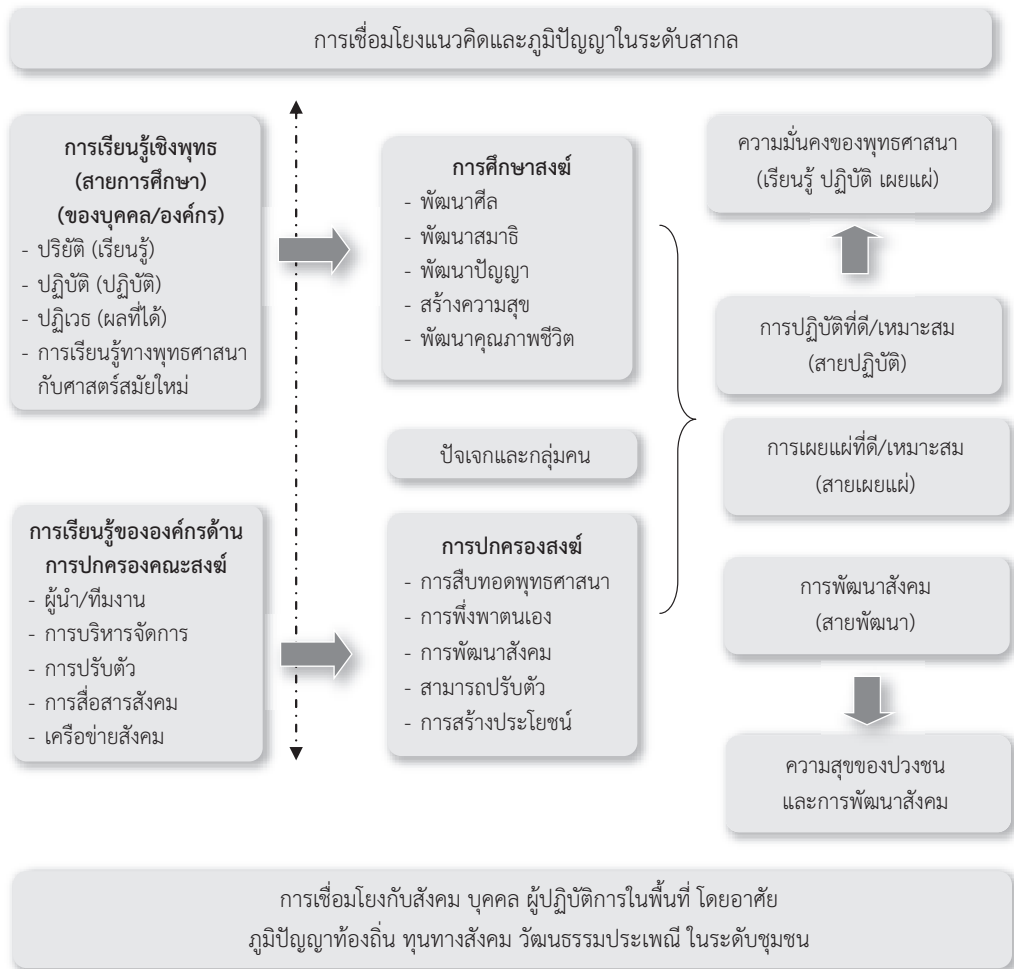 การเชื่อมโยงแนวคิดและภูมิปัญญาในระดับสากล
การเรียนรู้เชิงพุทธ
(สายการศึกษา)
(ของบุคคล/องค์กร)
- ปริยัติ (เรียนรู้)
- ปฏิบัติ (ปฏิบัติ)
- ปฏิเวธ (ผลที่ได้)
- การเรียนรู้ทางพุทธศาสนา
กับศาสตร์สมัยใหม่
การเรียนรู้ขององค์กรด้าน
การปกครองคณะสงฆ์
- ผู้นำ/ทีมงาน
- การบริหารจัดการ
- การปรับตัว
- การสื่อสารสังคม
- เครือข่ายสังคม
การศึกษาสงฆ์
- พัฒนาศีล
- พัฒนาสมาธิ
- พัฒนาปัญญา
- สร้างความสุข
- พัฒนาคุณภาพชีวิต
ปัจเจกและกลุ่มคน
การปกครองสงฆ์
- การสืบทอดพุทธศาสนา
- การพึ่งพาตนเอง
- การพัฒนาสังคม
- สามารถปรับตัว
- การสร้างประโยชน์
ความมั่นคงของพุทธศาสนา
(เรียนรู้ ปฏิบัติ เผยแผ่)
การปฏิบัติที่ดี/เหมาะสม
(สายปฏิบัติ)
การเผยแผ่ที่ดี/เหมาะสม
(สายเผยแผ่)
การพัฒนาสังคม
(สายพัฒนา)
ความสุขของปวงชน
และการพัฒนาสังคม
การเชื่อมโยงกับสังคม บุคคล ผู้ปฏิบัติการในพื้นที่ โดยอาศัย
ภูมิปัญญาท้องถิ่น ทุนทางสังคม วัฒนธรรมประเพณี ในระดับชุมชน